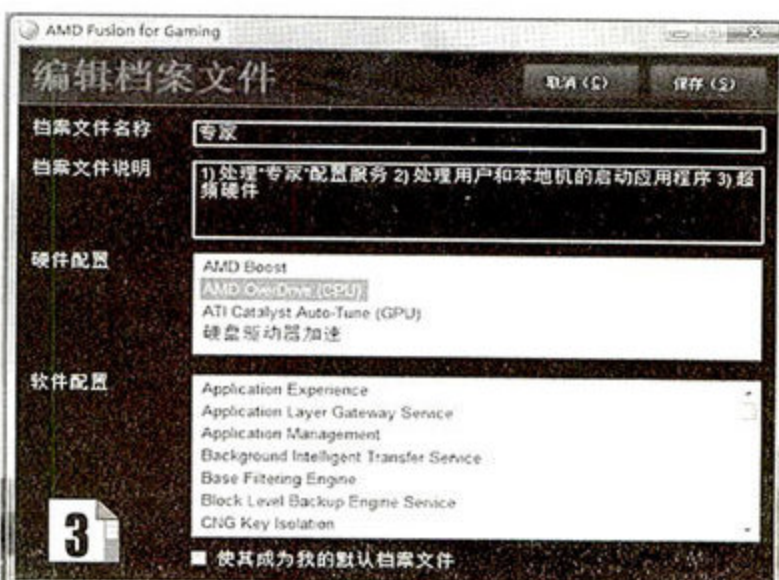 AMD Fusion for Gaming
编辑档案文件
取消(C)
保存(S)
档案文件名称
专家
档案文件说明
1)处理“专家”配置服务 2)处理用户和本地机的启动应用程序 3)超
频硬件
硬件配置
AMD Boost
AMD OverDrive (CPU)
ATI Catalyst Auto-Tune (GPU)
硬盘驱动器加速
软件配置
Application Experience
Application Layer Gateway Service
Application Management
Background Intelligent Transfer Service
Base Filtering Engine
Block Level Backup Engine Service
CNG Key Isolation
3
使其成为我的默认档案文件